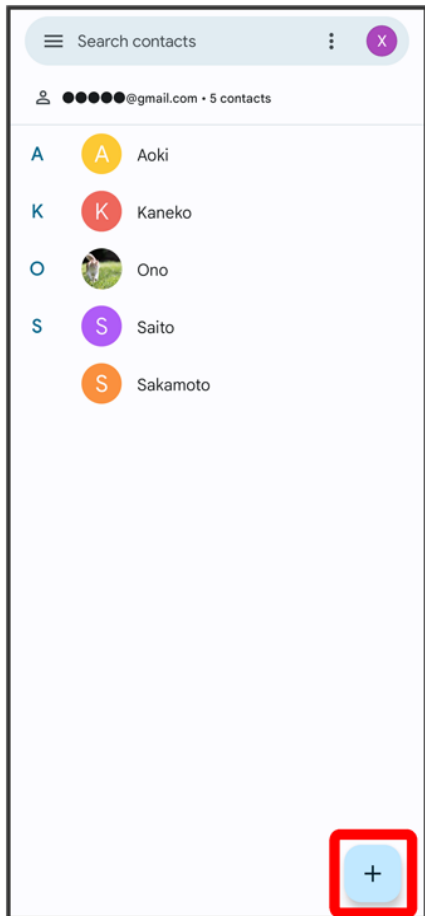 Search contacts X
●●●●●@gmail.com • 5 contacts
A A Aoki
K K Kaneko
O Ono
S S Saito
S Sakamoto
+